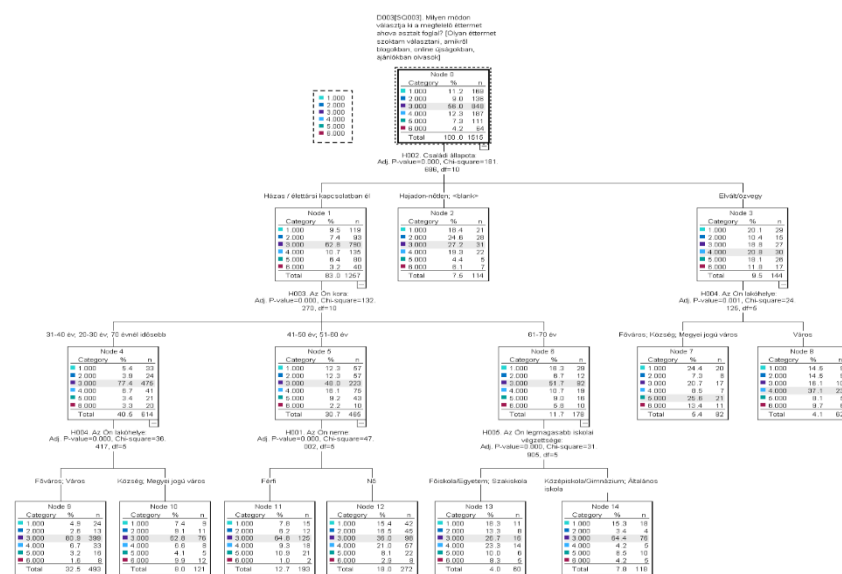 D003[SQ003]. Milyen módon
választja ki a megfelelő éttermet
ahova asztalt foglal? [Olyan éttermet
szoktam választani, amikről
blogokban, online újságokban,
ajánlókban olvasok]
Node 0
Category % n
1.000 11.2 169
2.000 9.0 136
3.000 56.0 848
4.000 12.3 187
5.000 7.3 111
6.000 4.2 64
Total 100.0 1515
1.000
2.000
3.000
4.000
5.000
6.000
H002. Családi állapota
Adj. P-value=0.000, Chi-square=181.
686, df=10
Házas / élettársi kapcsolatban él
Hajadon-nőtlen; <blank>
Elvált/özvegy
Node 1
Category % n
1.000 9.5 119
2.000 7.4 93
3.000 62.8 790
4.000 10.7 135
5.000 6.4 80
6.000 3.2 40
Total 83.0 1257
Node 2
Category % n
1.000 18.4 21
2.000 24.6 28
3.000 27.2 31
4.000 19.3 22
5.000 4.4 5
6.000 6.1 7
Total 7.5 114
Node 3
Category % n
1.000 20.1 29
2.000 10.4 15
3.000 18.8 27
4.000 20.8 30
5.000 18.1 26
6.000 11.8 17
Total 9.5 144
H003. Az Ön kora:
Adj. P-value=0.000, Chi-square=132.
270, df=10
H004. Az Ön lakóhelye:
Adj. P-value=0.001, Chi-square=24.
125, df=5
31-40 év; 20-30 év; 70 évnél idősebb
41-50 év; 51-60 év
61-70 év
Főváros; Község; Megyei jogú város
Város
Node 4
Category % n
1.000 5.4 33
2.000 3.9 24
3.000 77.4 475
4.000 6.7 41
5.000 3.4 21
6.000 3.3 20
Total 40.5 614
Node 5
Category % n
1.000 12.3 57
2.000 12.3 57
3.000 48.0 223
4.000 16.1 75
5.000 9.2 43
6.000 2.2 10
Total 30.7 465
Node 6
Category % n
1.000 16.3 29
2.000 6.7 12
3.000 51.7 92
4.000 10.7 19
5.000 9.0 16
6.000 5.6 10
Total 11.7 178
Node 7
Category % n
1.000 24.4 20
2.000 7.3 6
3.000 20.7 17
4.000 8.5 7
5.000 25.6 21
6.000 13.4 11
Total 5.4 82
Node 8
Category %
1.000 14.5
2.000 14.5
3.000 16.1
4.000 37.1
5.000 8.1
6.000 9.7
Total 4.1
H004. Az Ön lakóhelye:
Adj. P-value=0.000, Chi-square=36.
417, df=5
H001. Az Ön neme:
Adj. P-value=0.000, Chi-square=47.
002, df=5
H005. Az Ön legmagasabb iskolai
végzettsége:
Adj. P-value=0.000, Chi-square=31.
905, df=5
Főváros; Város
Község; Megyei jogú város
Férfi
Nő
Főiskola/Egyetem; Szakiskola
Középiskola/Gimnázium; Általános
iskola
Node 9
Category % n
1.000 4.9 24
2.000 2.6 13
3.000 80.9 399
4.000 6.7 33
5.000 3.2 16
6.000 1.6 8
Total 32.5 493
Node 10
Category % n
1.000 7.4 9
2.000 9.1 11
3.000 62.8 76
4.000 6.6 8
5.000 4.1 5
6.000 9.9 12
Total 8.0 121
Node 11
Category % n
1.000 7.8 15
2.000 6.2 12
3.000 64.8 125
4.000 9.3 18
5.000 10.9 21
6.000 1.0 2
Total 12.7 193
Node 12
Category % n
1.000 15.4 42
2.000 16.5 45
3.000 36.0 98
4.000 21.0 57
5.000 8.1 22
6.000 2.9 8
Total 18.0 272
Node 13
Category % n
1.000 18.3 11
2.000 13.3 8
3.000 26.7 16
4.000 23.3 14
5.000 10.0 6
6.000 8.3 5
Total 4.0 60
Node 14
Category % n
1.000 15.3 18
2.000 3.4 4
3.000 64.4 76
4.000 4.2 5
5.000 8.5 10
6.000 4.2 5
Total 7.8 118